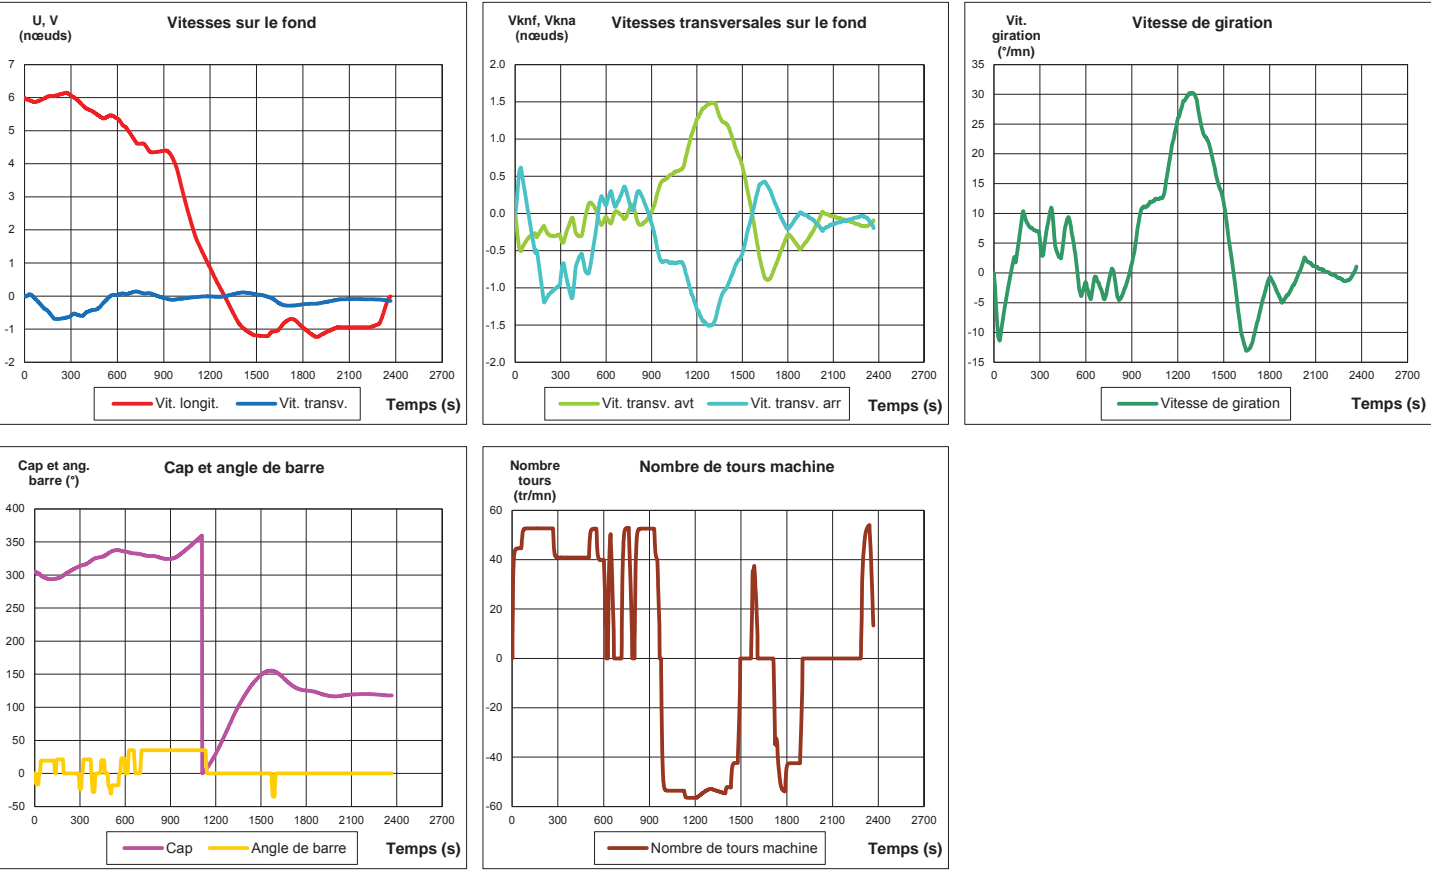 U, V
(nœuds)
Vitesses sur le fond
7
6
5
4
3
2
1
0
-1
-2
0 300 600 900 1200 1500 1800 2100 2400 2700
Vit. longit. Vit. transv. Temps (s)
Vknf, Vkna
(nœuds)
Vitesses transversales sur le fond
2.0
1.5
1.0
0.5
0.0
-0.5
-1.0
-1.5
-2.0
0 300 600 900 1200 1500 1800 2100 2400 2700
Vit. transv. avt Vit. transv. arr Temps (s)
Vit.
giration
(°/mn)
Vitesse de giration
35
30
25
20
15
10
5
0
-5
-10
-15
0 300 600 900 1200 1500 1800 2100 2400 2700
Vitesse de giration Temps (s)
Cap et ang.
barre (°)
Cap et angle de barre
400
350
300
250
200
150
100
50
0
-50
0 300 600 900 1200 1500 1800 2100 2400 2700
Cap Angle de barre Temps (s)
Nombre
tours
(tr/mn)
Nombre de tours machine
60
40
20
0
-20
-40
-60
0 300 600 900 1200 1500 1800 2100 2400 2700
Nombre de tours machine Temps (s)